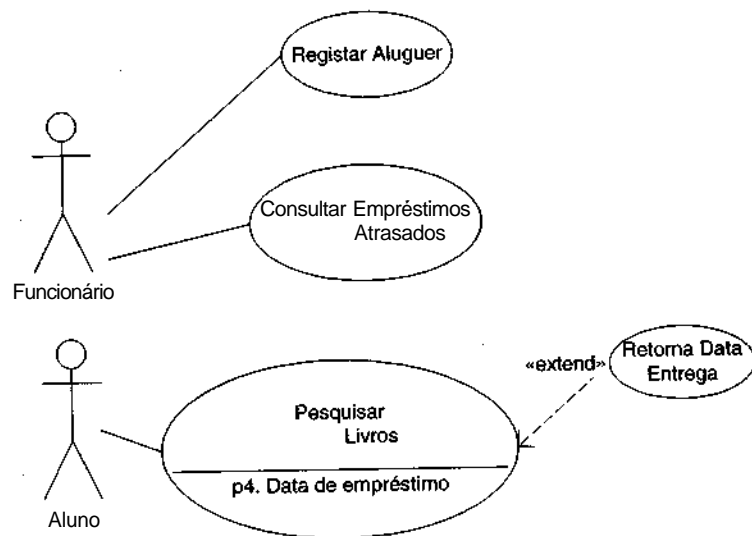 Registar Aluguer
Consultar Empréstimos
Atrasados
Funcionário
«extend»
Retorna Data
Entrega
Pesquisar
Livros
p4. Data de empréstimo
Aluno